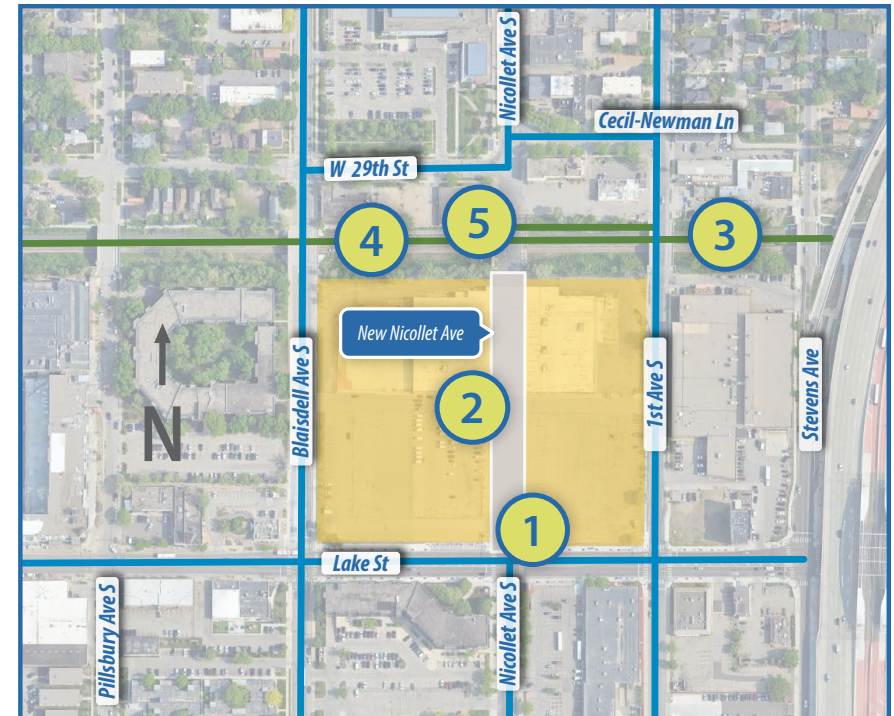 Nicollet Ave S
Cecil-Newman Ln
W 29th St
5
4
3
New Nicollet Ave
Blaisdell Ave S
1st Ave S
Stevens Ave
2
N
1
Lake St
Pillsbury Ave S
Nicollet Ave S